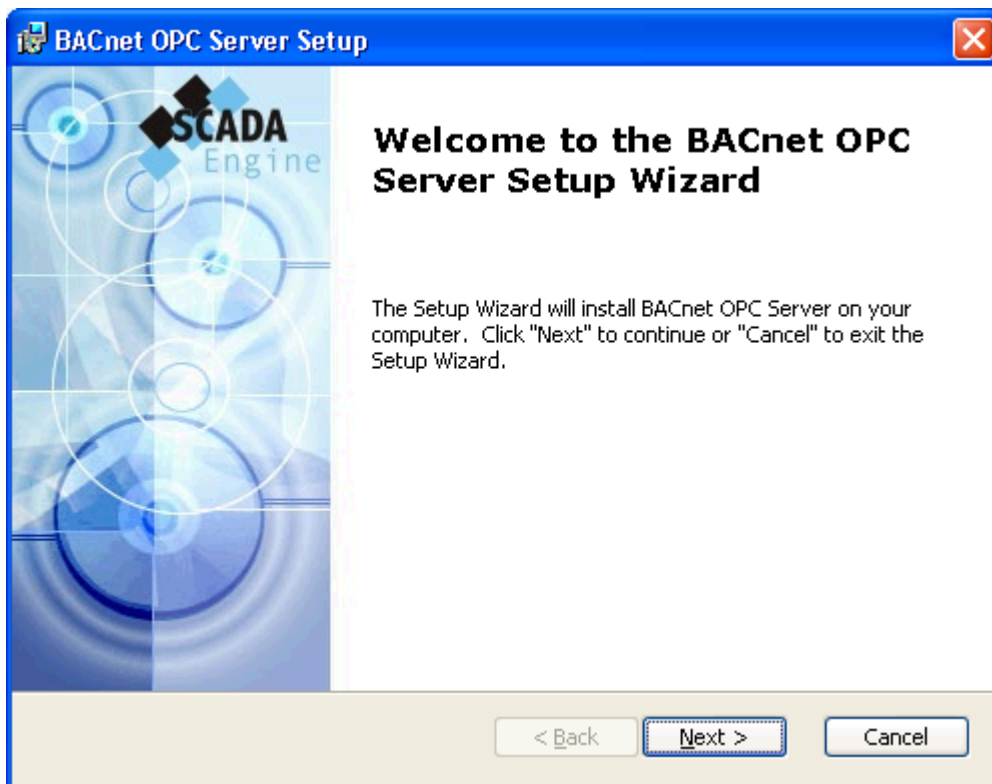 BACnet OPC Server Setup
SCADA
Engine
Welcome to the BACnet OPC
Server Setup Wizard
The Setup Wizard will install BACnet OPC Server on your
computer.  Click "Next" to continue or "Cancel" to exit the
Setup Wizard.
< Back
Next >
Cancel